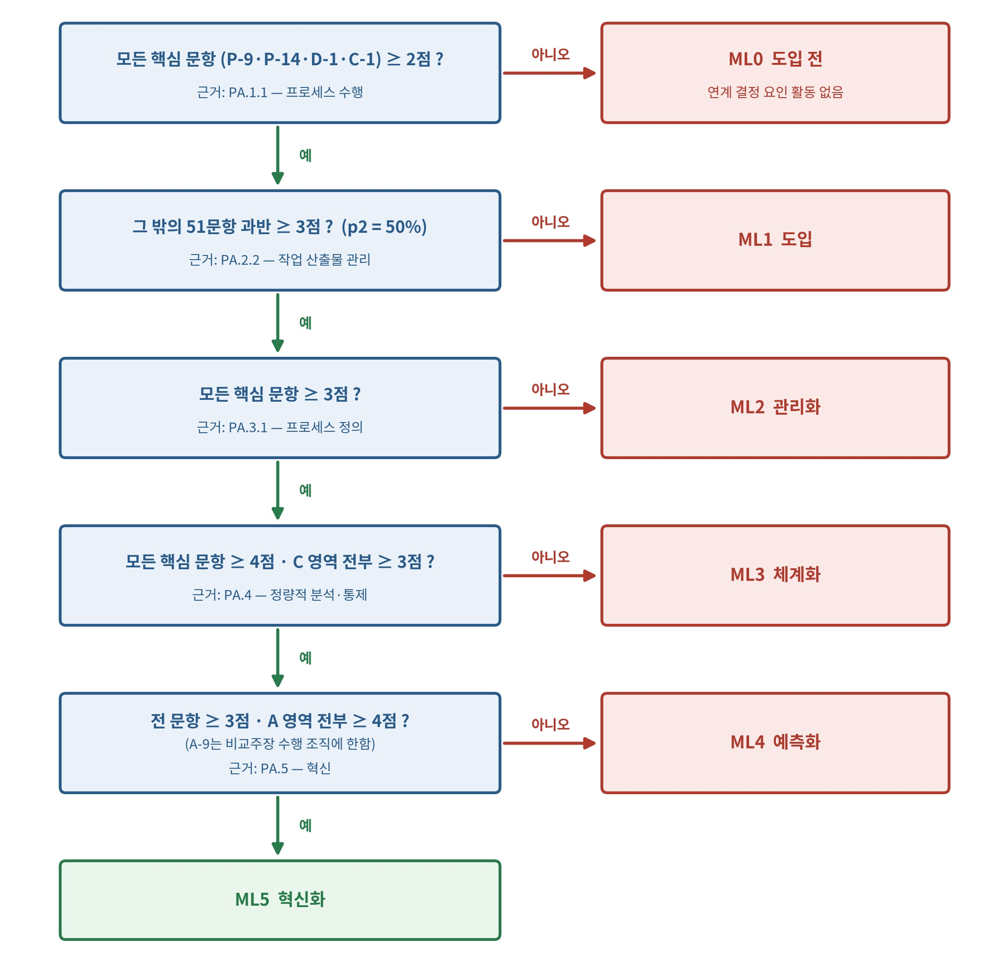 모든 핵심 문항 (P-9·P-14·D-1·C-1) ≥ 2점 ?
근거: PA.1.1 — 프로세스 수행
아니오
ML0 도입 전
연계 결정 요인 활동 없음
예
그 밖의 51문항 과반 ≥ 3점 ? (p2 = 50%)
근거: PA.2.2 — 작업 산출물 관리
아니오
ML1 도입
예
모든 핵심 문항 ≥ 3점 ?
근거: PA.3.1 — 프로세스 정의
아니오
ML2 관리화
예
모든 핵심 문항 ≥ 4점 · C 영역 전부 ≥ 3점 ?
근거: PA.4 — 정량적 분석·통제
아니오
ML3 체계화
예
전 문항 ≥ 3점 · A 영역 전부 ≥ 4점 ?
(A-9는 비교주장 수행 조직에 한함)
근거: PA.5 — 혁신
아니오
ML4 예측화
예
ML5 혁신화